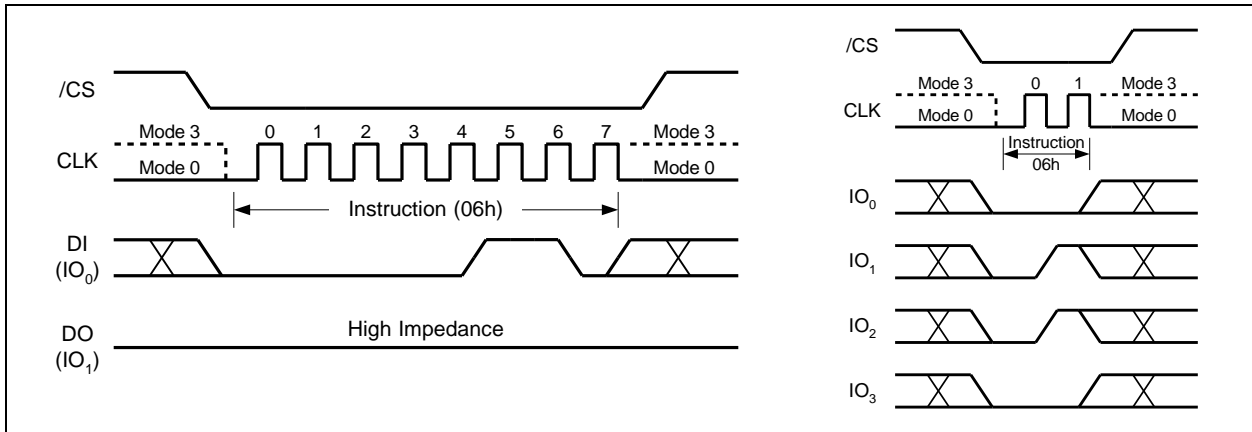 /CS
Mode 3 0 1 2 3 4 5 6 7 Mode 3
CLK
Mode 0 Mode 0
Instruction (06h)
DI
(IO0)
High Impedance
DO
(IO1)
/CS
Mode 3 0 1 Mode 3
CLK
Mode 0 Mode 0
Instruction
06h
IO0
IO1
IO2
IO3